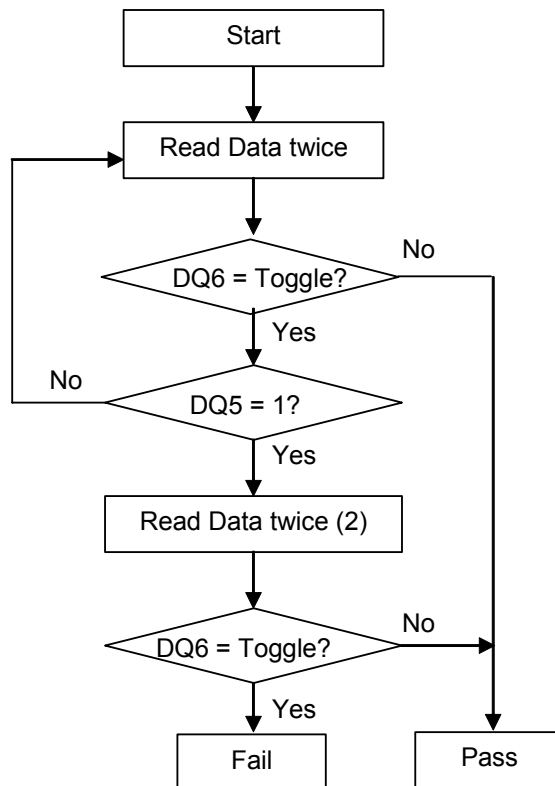 Start
Read Data twice
No
DQ6 = Toggle?
Yes
No
DQ5 = 1?
Yes
Read Data twice (2)
No
DQ6 = Toggle?
Yes
Fail
Pass